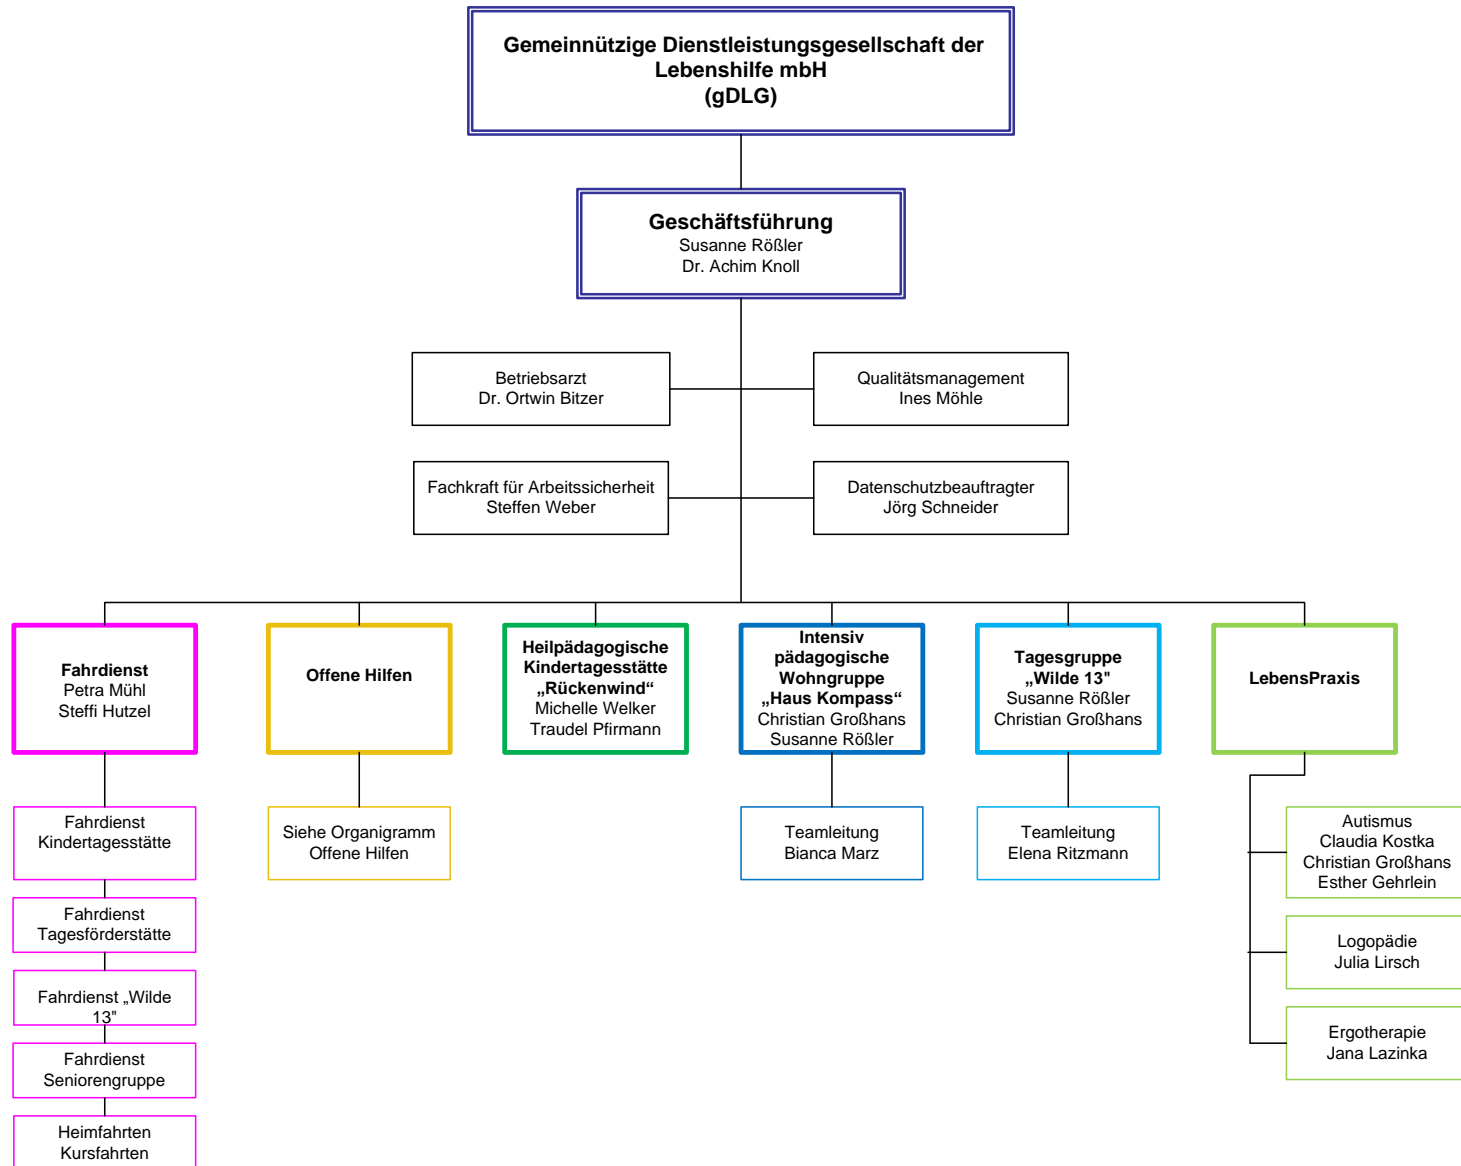 Gemeinnützige Dienstleistungsgesellschaft der
Lebenshilfe mbH
(gDLG)
Geschäftsführung
Susanne Rößler
Dr. Achim Knoll
Betriebsarzt
Dr. Ortwin Bitzer
Qualitätsmanagement
Ines Möhle
Fachkraft für Arbeitssicherheit
Steffen Weber
Datenschutzbeauftragter
Jörg Schneider
Fahrdienst
Petra Mühl
Steffi Hutzel
Offene Hilfen
Heilpädagogische
Kindertagesstätte
„Rückenwind“
Michelle Welker
Traudel Pfirmann
Intensiv
pädagogische
Wohngruppe
„Haus Kompass“
Christian Großhans
Susanne Rößler
Tagesgruppe
„Wilde 13"
Susanne Rößler
Christian Großhans
LebensPraxis
Fahrdienst
Kindertagesstätte
Fahrdienst
Tagesförderstätte
Fahrdienst „Wilde
13"
Fahrdienst
Seniorengruppe
Heimfahrten
Kursfahrten
Siehe Organigramm
Offene Hilfen
Teamleitung
Bianca Marz
Teamleitung
Elena Ritzmann
Autismus
Claudia Kostka
Christian Großhans
Esther Gehrlein
Logopädie
Julia Lirsch
Ergotherapie
Jana Lazinka